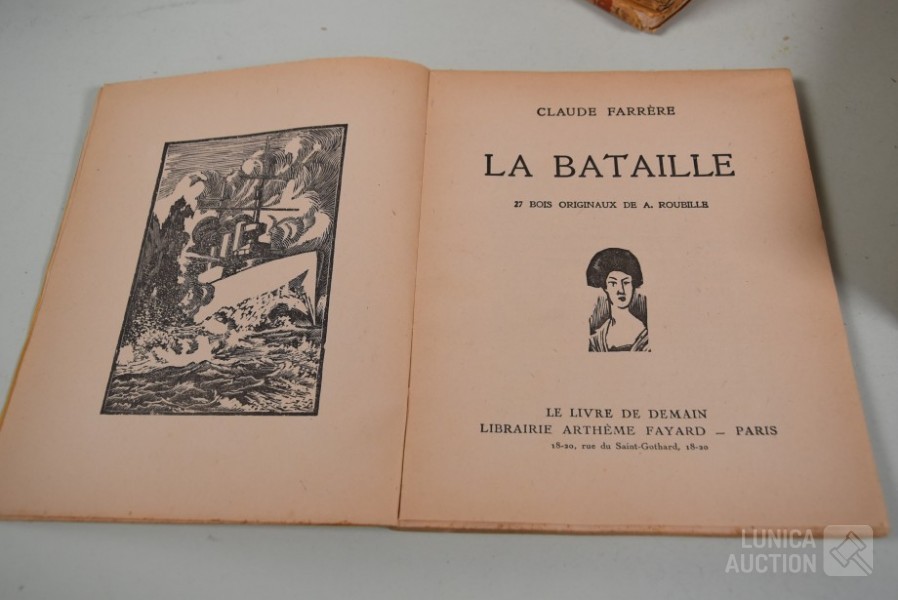 CLAUDE FARRÈRE
LA BATAILLE
27 BOIS ORIGINAUX DE A. ROUBILLE
LE LIVRE DE DEMAIN
LIBRAIRIE ARTHÈME FAYARD — PARIS
18-20, rue du Saint-Gothard, 18-20
LUNICA
AUCTION